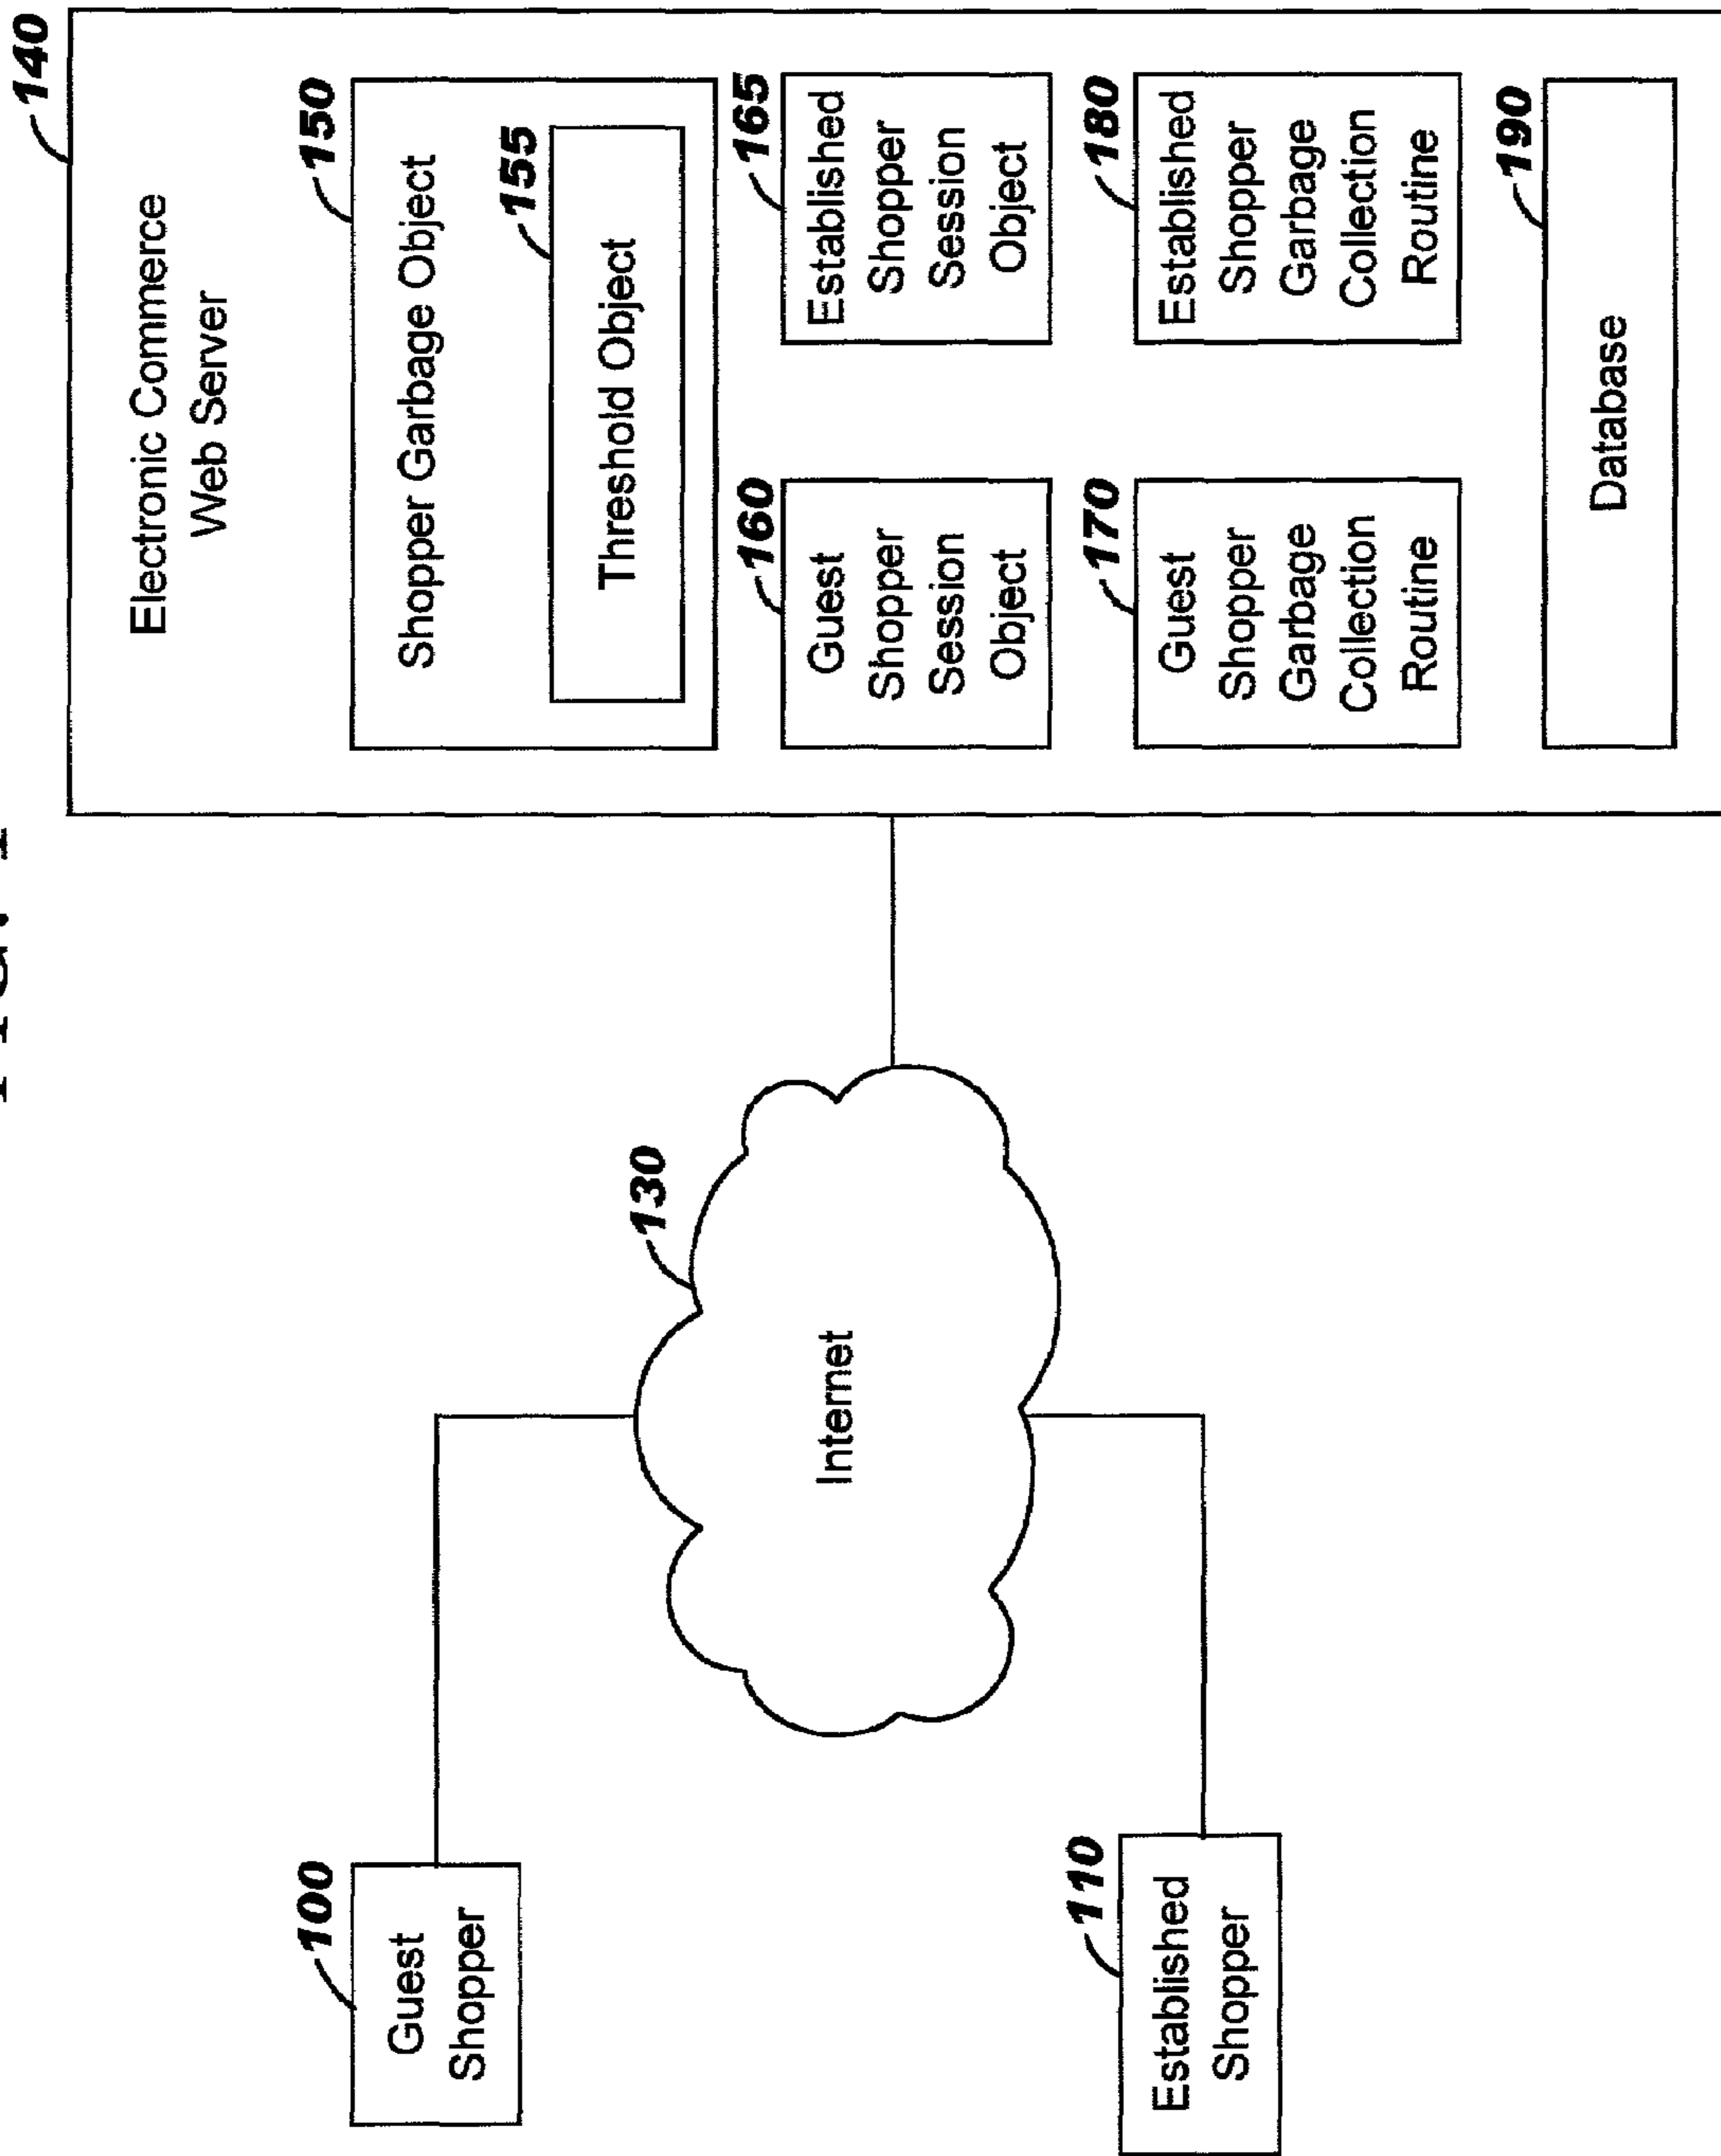 100
Guest
Shopper
110
Established
Shopper
130
Internet
140
Electronic Commerce
Web Server
150
Shopper Garbage Object
155
Threshold Object
160
Guest
Shopper
Session
Object
165
Established
Shopper
Session
Object
170
Guest
Shopper
Garbage
Collection
Routine
180
Established
Shopper
Garbage
Collection
Routine
190
Database